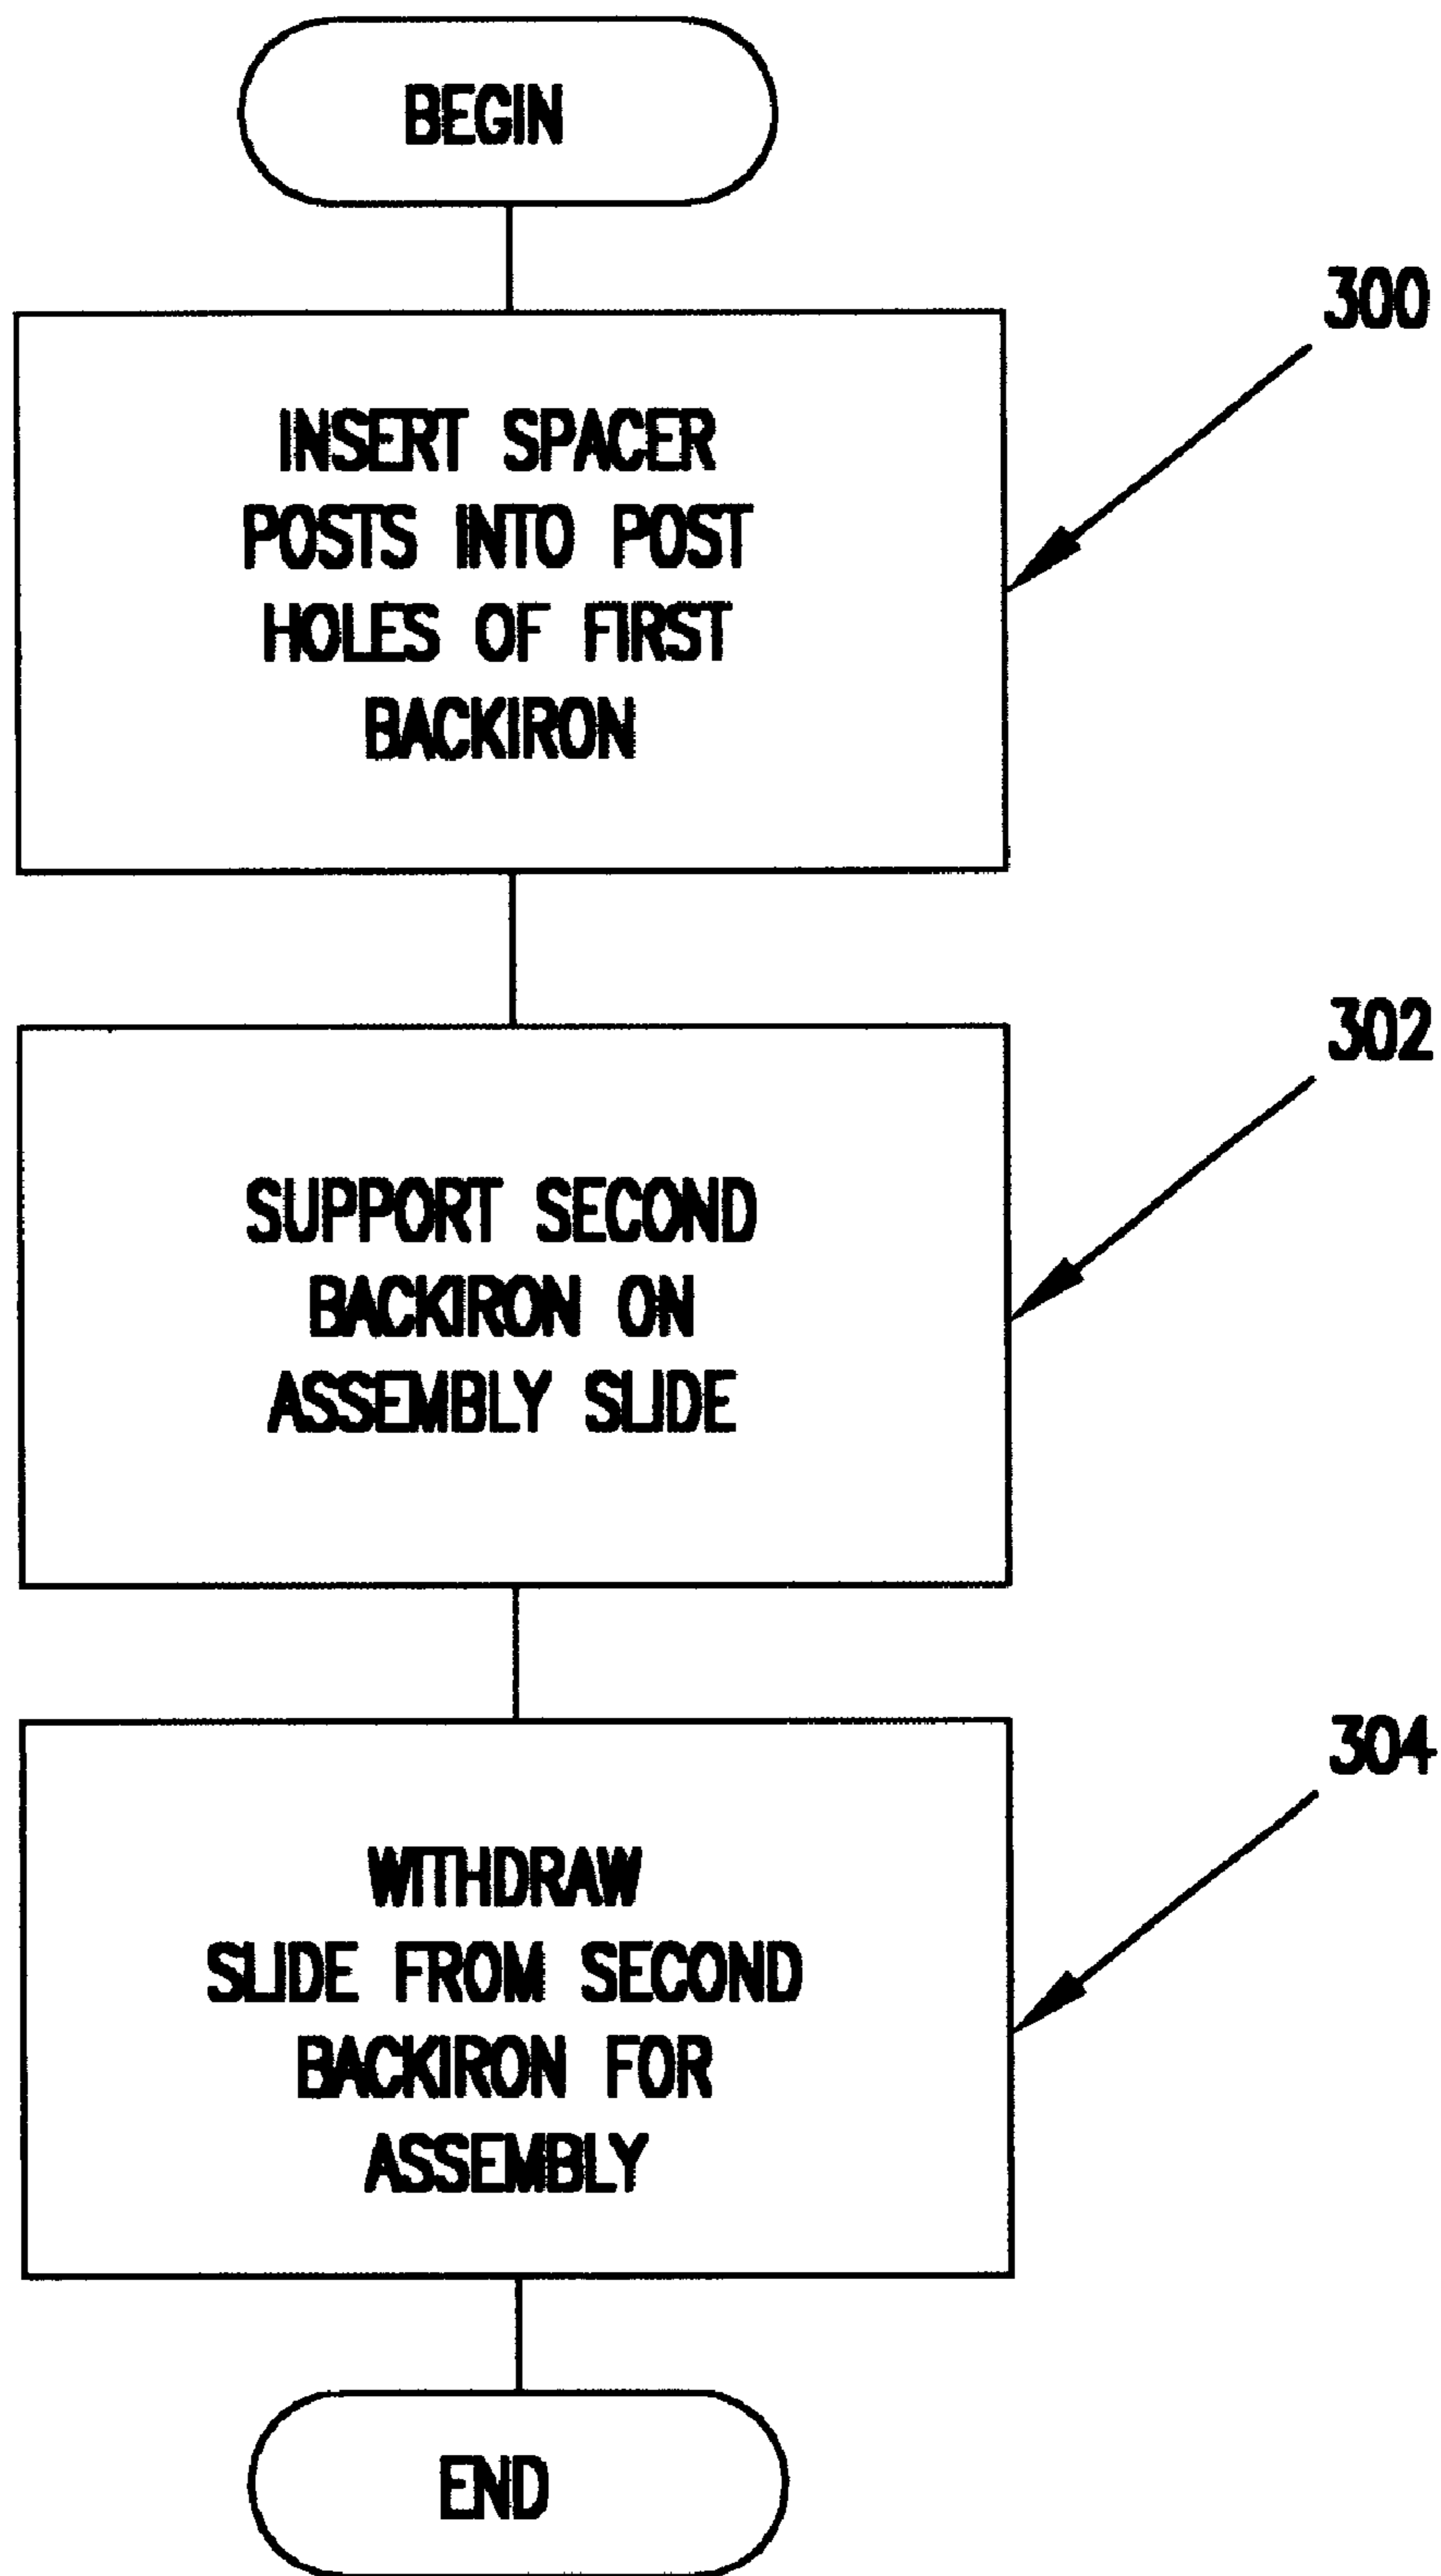 BEGIN
300
INSERT SPACER
POSTS INTO POST
HOLES OF FIRST
BACKIRON
302
SUPPORT SECOND
BACKIRON ON
ASSEMBLY SLIDE
304
WITHDRAW
SLIDE FROM SECOND
BACKIRON FOR
ASSEMBLY
END